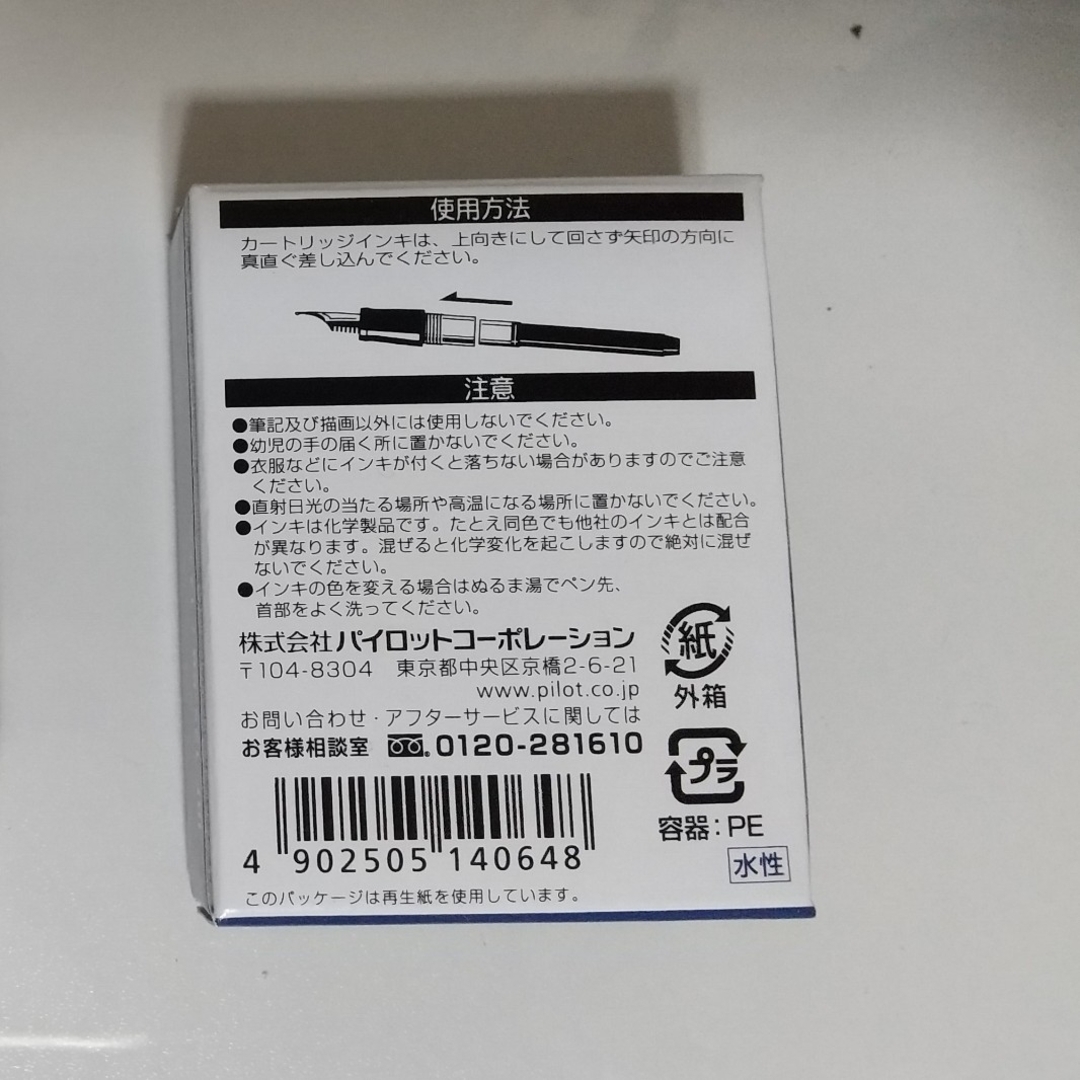 使用方法
カートリッジインキは、上向きにして回さず矢印の方向に
真直ぐ差し込んでください。
注意
●筆記及び描画以外には使用しないでください。
●幼児の手の届く所に置かないでください。
●衣服などにインキが付くと落ちない場合がありますのでご注意
ください。
●直射日光の当たる場所や高温になる場所に置かないでください。
●インキは化学製品です。たとえ同色でも他社のインキとは配合
が異なります。混ぜると化学変化を起こしますので絶対に混ぜ
ないでください。
●インキの色を変える場合はぬるま湯でペン先、
首部をよく洗ってください。
株式会社パイロットコーポレーション
〒104-8304 東京都中央区京橋2-6-21
www.pilot.co.jp
お問い合わせ・アフターサービスに関しては
お客様相談室 0120-281610
紙
外箱
プラ
容器：PE
水性
4 902505 140648
このパッケージは再生紙を使用しています。